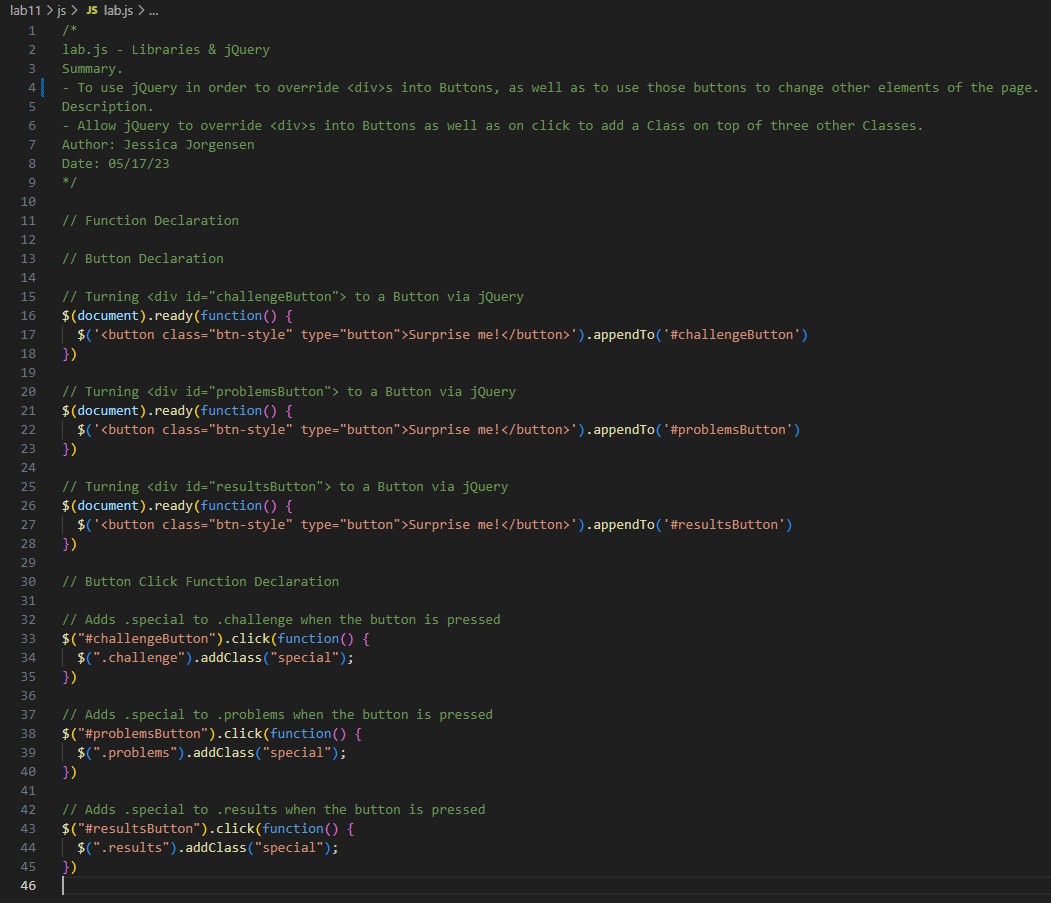 lab11 > js > JS lab.js > ...
1 /*
2 lab.js - Libraries & jQuery
3 Summary.
4 - To use jQuery in order to override <div>s into Buttons, as well as to use those buttons to change other elements of the page.
5 Description.
6 - Allow jQuery to override <div>s into Buttons as well as on click to add a Class on top of three other Classes.
7 Author: Jessica Jorgensen
8 Date: 05/17/23
9 */
10
11 // Function Declaration
12
13 // Button Declaration
14
15 // Turning <div id="challengeButton"> to a Button via jQuery
16 $(document).ready(function() {
17   $('<button class="btn-style" type="button">Surprise me!</button>').appendTo('#challengeButton')
18 })
19
20 // Turning <div id="problemsButton"> to a Button via jQuery
21 $(document).ready(function() {
22   $('<button class="btn-style" type="button">Surprise me!</button>').appendTo('#problemsButton')
23 })
24
25 // Turning <div id="resultsButton"> to a Button via jQuery
26 $(document).ready(function() {
27   $('<button class="btn-style" type="button">Surprise me!</button>').appendTo('#resultsButton')
28 })
29
30 // Button Click Function Declaration
31
32 // Adds .special to .challenge when the button is pressed
33 $("#challengeButton").click(function() {
34   $(".challenge").addClass("special");
35 })
36
37 // Adds .special to .problems when the button is pressed
38 $("#problemsButton").click(function() {
39   $(".problems").addClass("special");
40 })
41
42 // Adds .special to .results when the button is pressed
43 $("#resultsButton").click(function() {
44   $(".results").addClass("special");
45 })
46